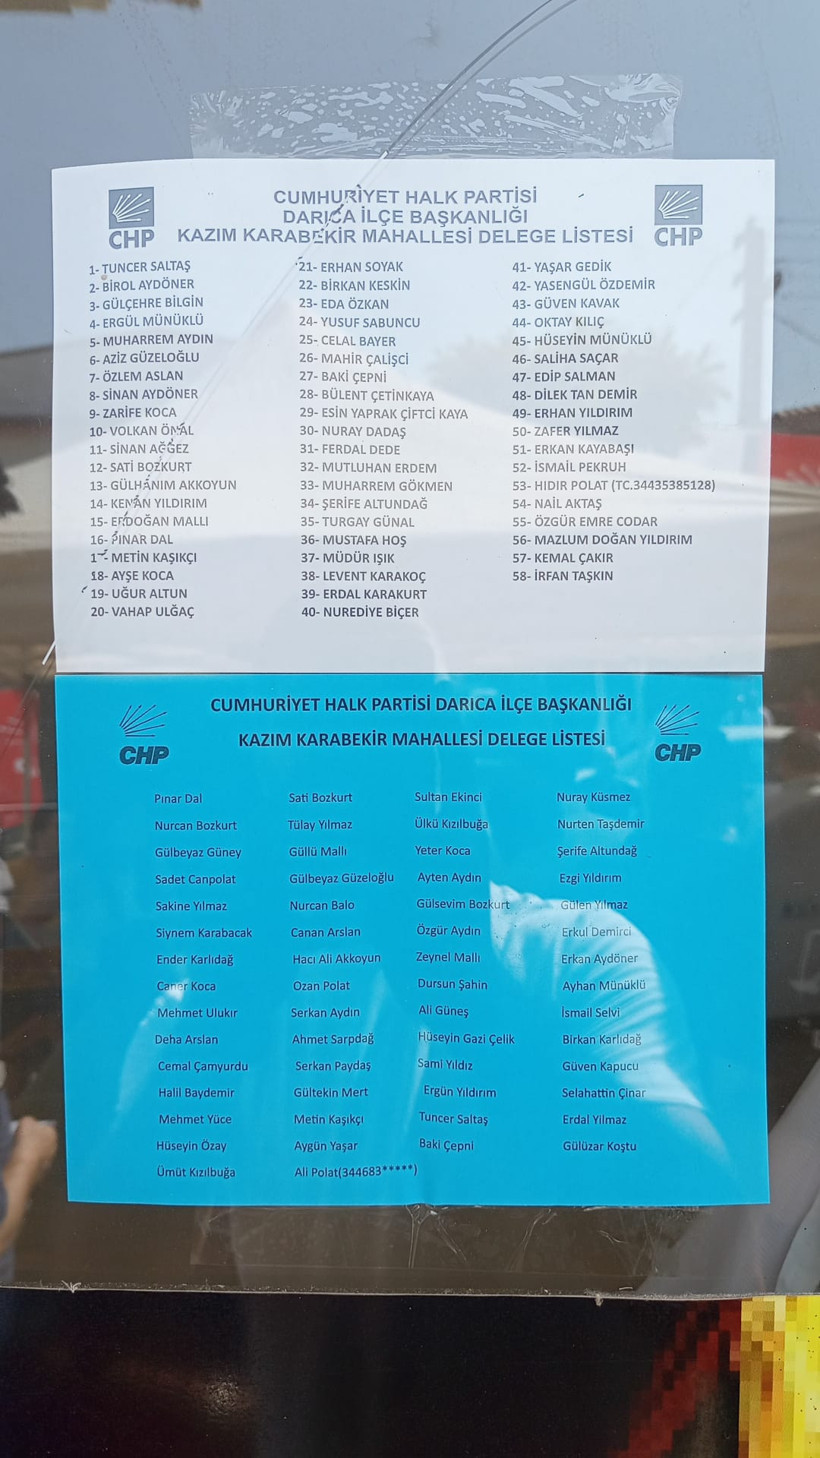 CHP
CUMHURİYET HALK PARTİSİ
DARICA İLÇE BAŞKANLIĞI
KAZIM KARABEKİR MAHALLESİ DELEGE LİSTESİ
CHP
1- TUNCER SALTAŞ
2- BİROL AYDÖNER
3- GÜLÇEHRE BİLGİN
4- ERGÜL MÜNÜKLÜ
5- MUHARREM AYDIN
6- AZİZ GÜZELOĞLU
7- ÖZLEM ASLAN
8- SİNAN AYDÖNER
9- ZARİFE KOCA
10- VOLKAN ÖNAL
11- SİNAN AĞGEZ
12- SATI BOZKURT
13- GÜLHANIM AKKOYUN
14- KENAN YILDIRIM
15- ERDOĞAN MALLI
16- PINAR DAL
17- METİN KAŞIKÇI
18- AYŞE KOCA
19- UĞUR ALTUN
20- VAHAP ULĞAÇ
21- ERHAN SOYAK
22- BİRKAN KESKİN
23- EDA ÖZKAN
24- YUSUF SABUNCU
25- CELAL BAYER
26- MAHİR ÇALIŞCI
27- BAKİ ÇEPNİ
28- BÜLENT ÇETİNKAYA
29- ESİN YAPRAK ÇİFTCİ KAYA
30- NURAY DADAŞ
31- FERDAL DEDE
32- MUTLUHAN ERDEM
33- MUHARREM GÖKMEN
34- ŞERİFE ALTUNDAĞ
35- TURGAY GÜNAL
36- MUSTAFA HOŞ
37- MÜDÜR IŞIK
38- LEVENT KARAKOÇ
39- ERDAL KARAKURT
40- NUREDİYE BİÇER
41- YAŞAR GEDİK
42- YASENGÜL ÖZDEMİR
43- GÜVEN KAVAK
44- OKTAY KILIÇ
45- HÜSEYİN MÜNÜKLÜ
46- SALİHA SAÇAR
47- EDİP SALMAN
48- DİLEK TAN DEMİR
49- ERHAN YILDIRIM
50- ZAFER YILMAZ
51- ERKAN KAYABAŞI
52- İSMAİL PEKRUH
53- HIDIR POLAT (TC.34435385128)
54- NAİL AKTAŞ
55- ÖZGÜR EMRE CODAR
56- MAZLUM DOĞAN YILDIRIM
57- KEMAL ÇAKIR
58- İRFAN TAŞKIN
CHP
CUMHURİYET HALK PARTİSİ DARICA İLÇE BAŞKANLIĞI
KAZIM KARABEKİR MAHALLESİ DELEGE LİSTESİ
CHP
Pınar Dal Sati Bozkurt Sultan Ekinci Nuray Küsmez
Nurcan Bozkurt Tülay Yılmaz Ülkü Kızılbuğa Nurten Taşdemir
Gülbeyaz Güney Güllü Mallı Yeter Koca Şerife Altundağ
Sadet Canpolat Gülbeyaz Güzeloğlu Ayten Aydın Ezgi Yıldırım
Sakine Yılmaz Nurcan Balo Gülsevim Bozkurt Gülen Yılmaz
Siynem Karabacak Canan Arslan Özgür Aydın Erkul Demirci
Ender Karlıdağ Hacı Ali Akkoyun Zeynel Mallı Erkan Aydöner
Caner Koca Ozan Polat Dursun Şahin Ayhan Münüklü
Mehmet Ulukır Serkan Aydın Ali Güneş İsmail Selvi
Deha Arslan Ahmet Sarpdağ Hüseyin Gazi Çelik Birkan Karlıdağ
Cemal Çamyurdu Serkan Paydaş Sami Yıldız Güven Kapucu
Halil Baydemir Gültekin Mert Ergün Yıldırım Selahattin Çınar
Mehmet Yüce Metin Kaşıkçı Tuncer Saltaş Erdal Yılmaz
Hüseyin Özay Aygün Yaşar Baki Çepni Gülüzar Koştu
Ümüt Kızılbuğa Ali Polat(344683*****)